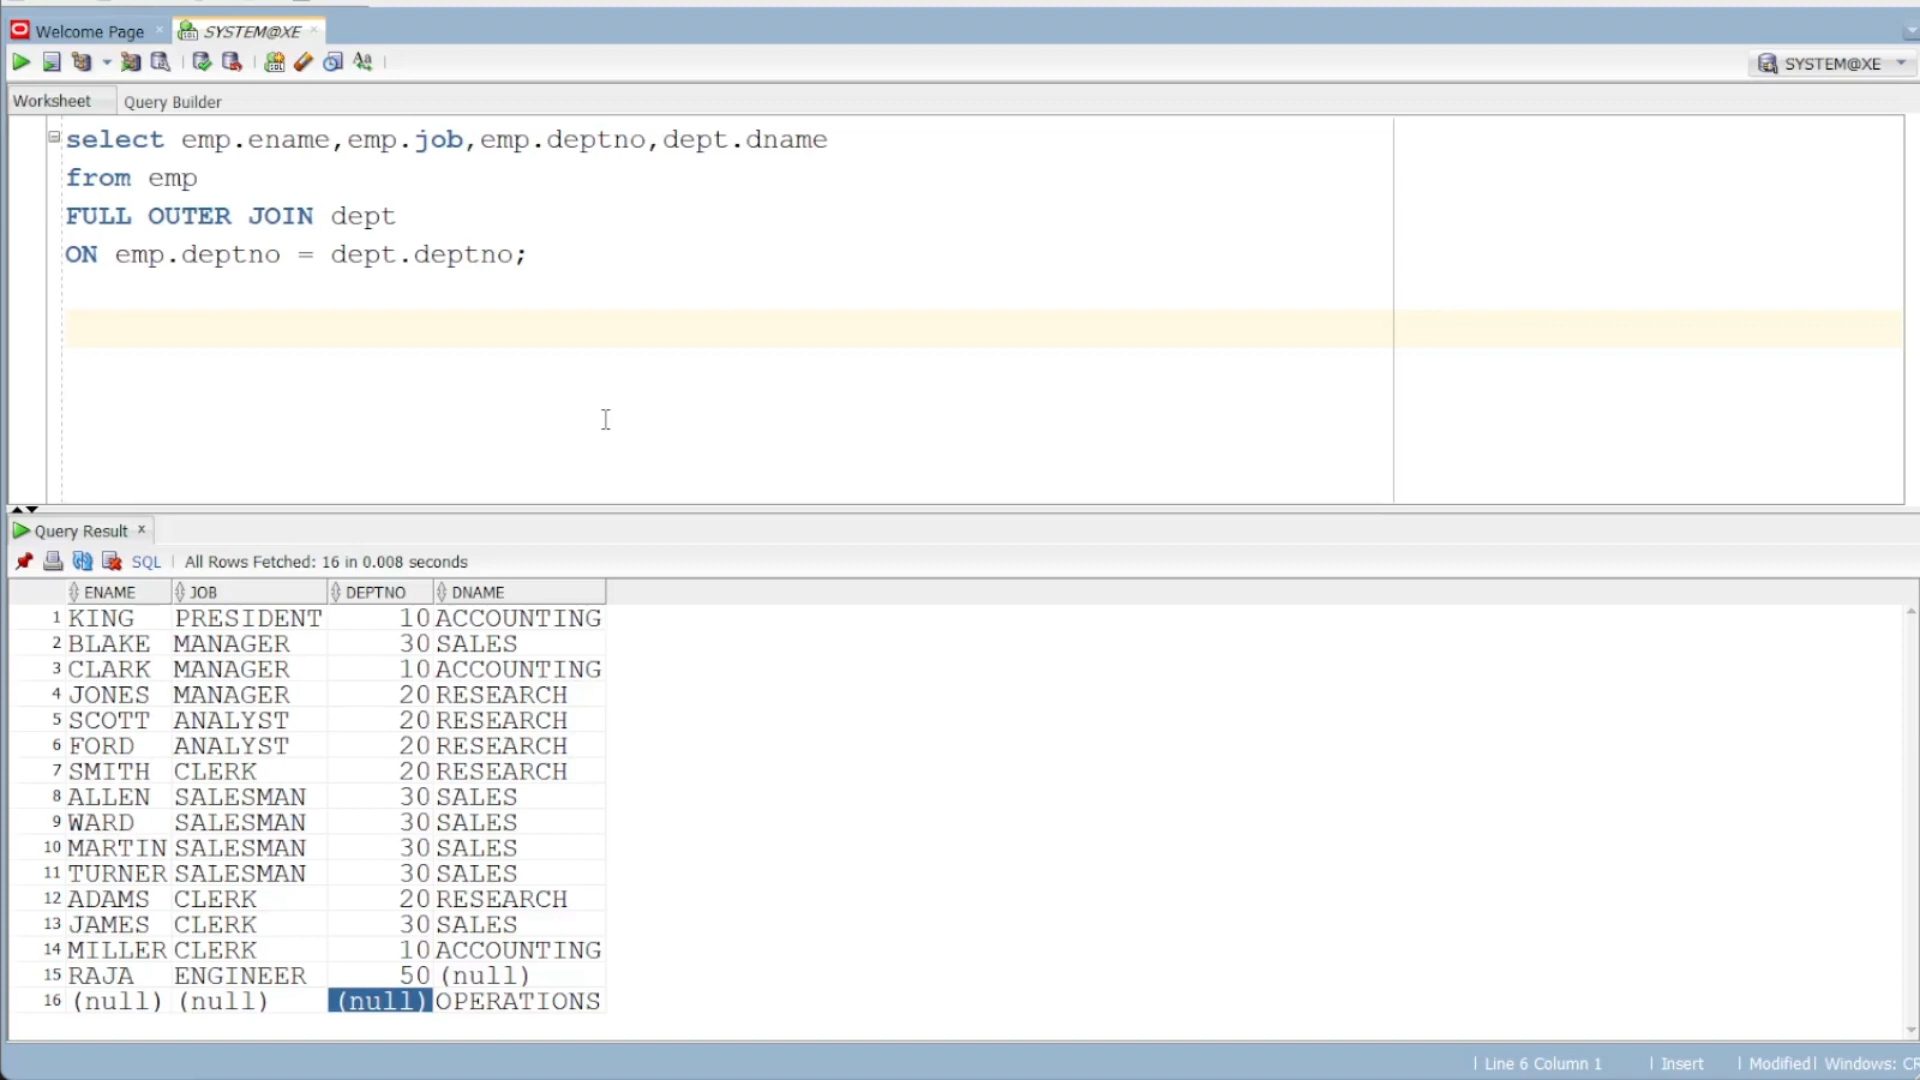 Welcome Page
SYSTEM@XE
SYSTEM@XE
Worksheet
Query Builder
select emp.ename,emp.job,emp.deptno,dept.dname
from emp
FULL OUTER JOIN dept
ON emp.deptno = dept.deptno;
Query Result
SQL | All Rows Fetched: 16 in 0.008 seconds
ENAME JOB DEPTNO DNAME
1 KING PRESIDENT 10 ACCOUNTING
2 BLAKE MANAGER 30 SALES
3 CLARK MANAGER 10 ACCOUNTING
4 JONES MANAGER 20 RESEARCH
5 SCOTT ANALYST 20 RESEARCH
6 FORD ANALYST 20 RESEARCH
7 SMITH CLERK 20 RESEARCH
8 ALLEN SALESMAN 30 SALES
9 WARD SALESMAN 30 SALES
10 MARTIN SALESMAN 30 SALES
11 TURNER SALESMAN 30 SALES
12 ADAMS CLERK 20 RESEARCH
13 JAMES CLERK 30 SALES
14 MILLER CLERK 10 ACCOUNTING
15 RAJA ENGINEER 50 (null)
16 (null) (null) (null) OPERATIONS
| Line 6 Column 1 | Insert | Modified | Windows: CR